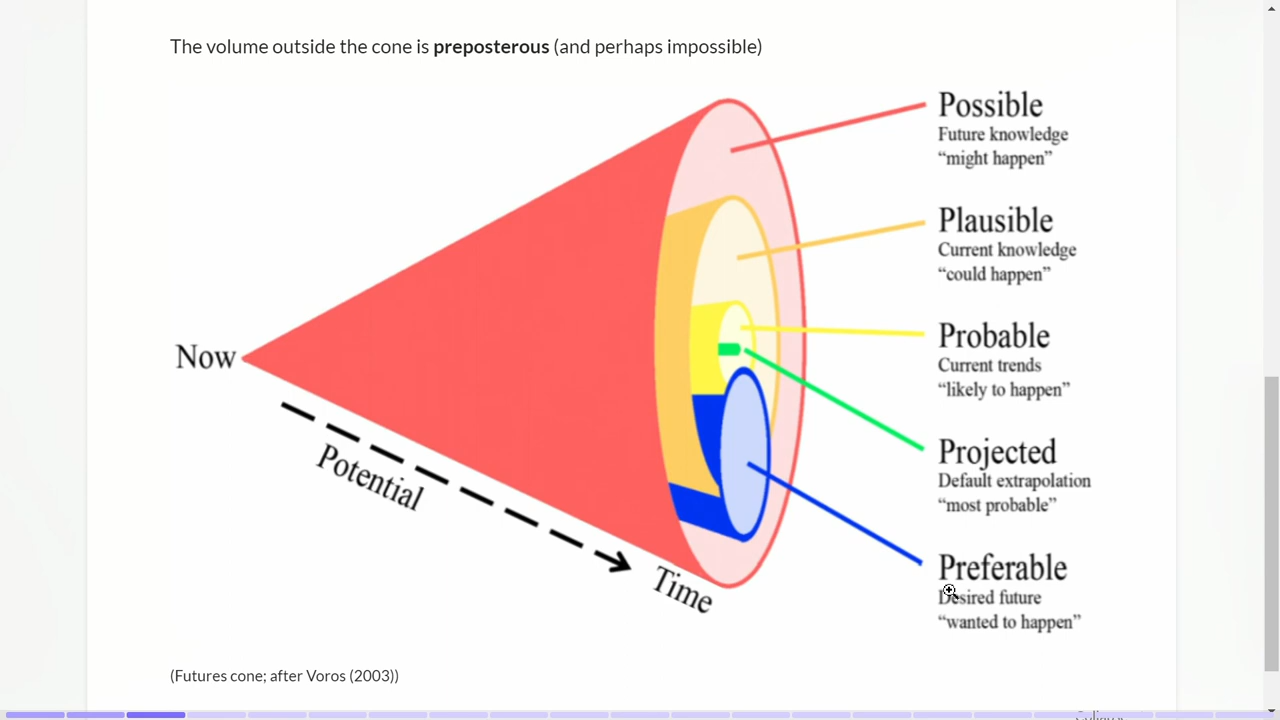 The volume outside the cone is preposterous (and perhaps impossible)
Possible
Future knowledge
“might happen”
Plausible
Current knowledge
“could happen”
Probable
Current trends
“likely to happen”
Now
Potential
Time
Projected
Default extrapolation
“most probable”
Preferable
Desired future
“wanted to happen”
(Futures cone; after Voros (2003))